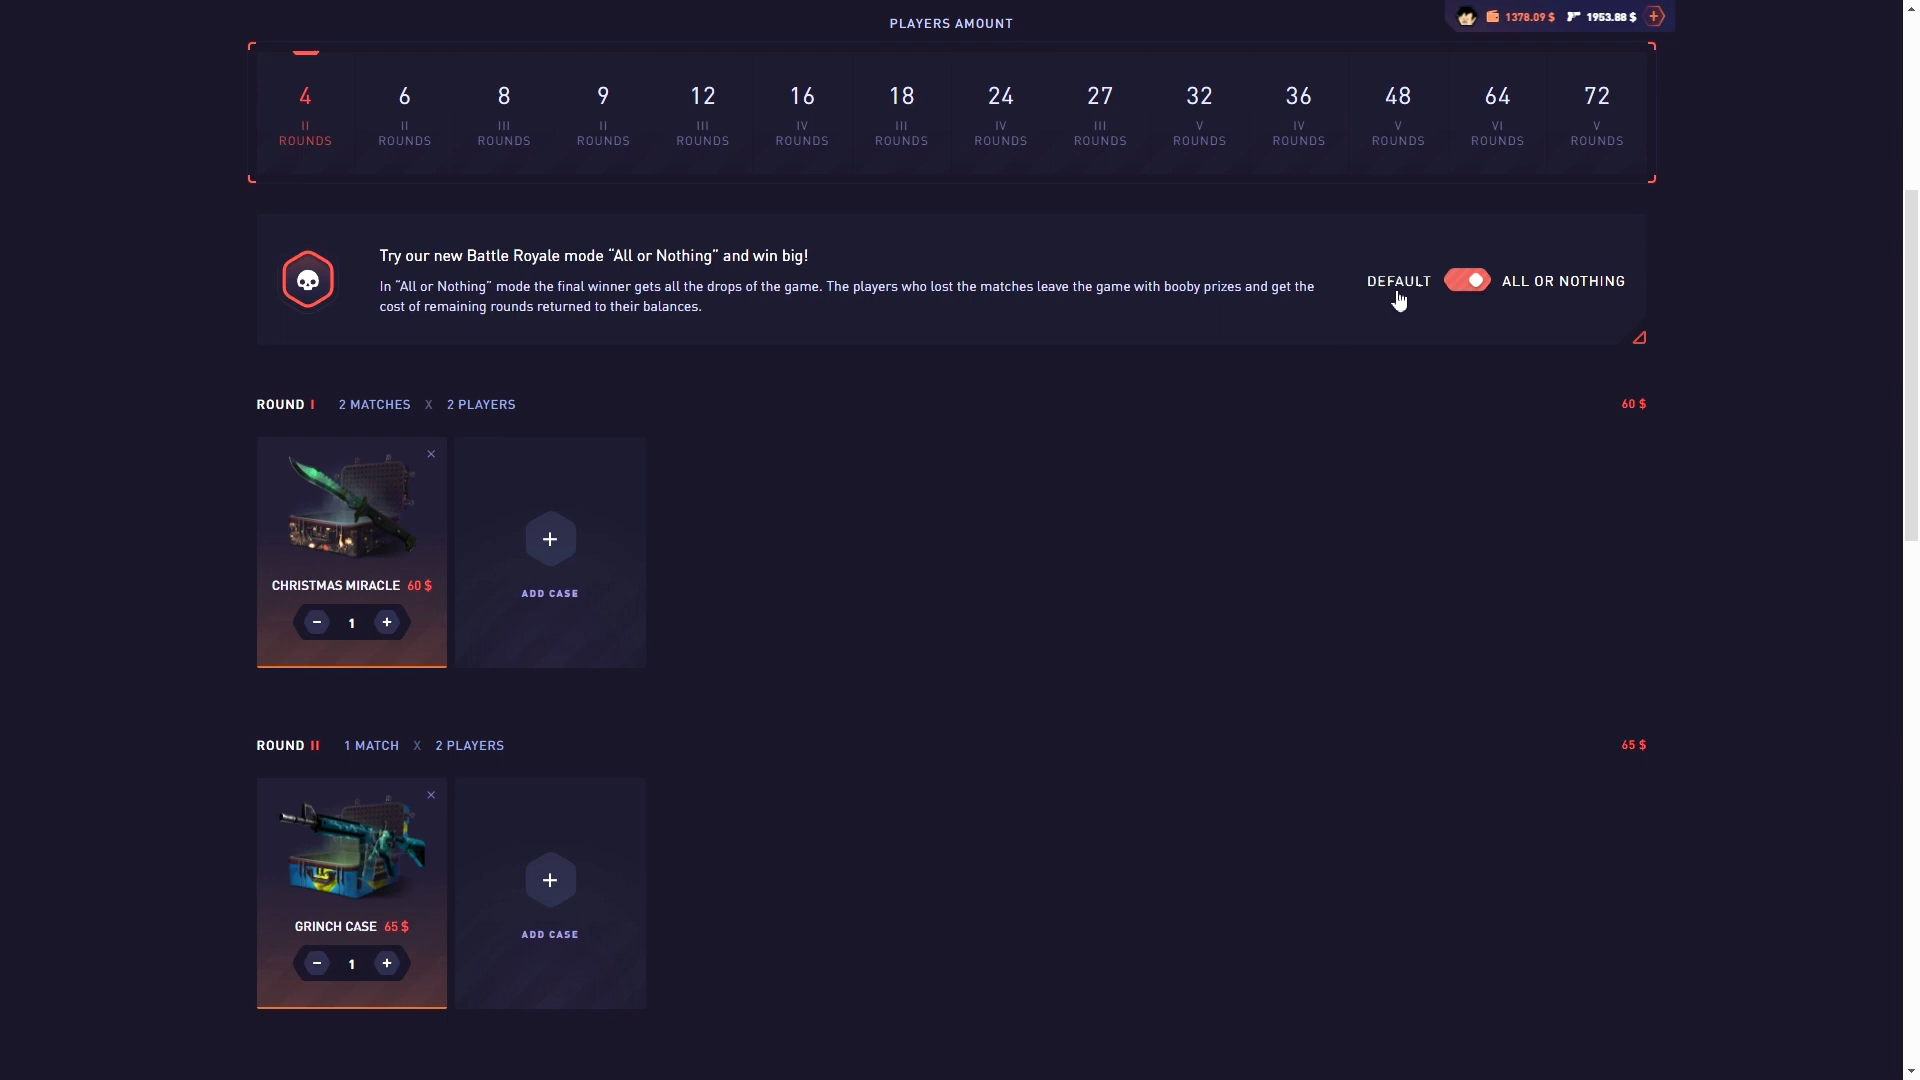 PLAYERS AMOUNT
1378.09 $ 1953.88 $
4 6 8 9 12 16 18 24 27 32 36 48 64 72
II II III II III IV III IV III V IV V VI V
ROUNDS ROUNDS ROUNDS ROUNDS ROUNDS ROUNDS ROUNDS ROUNDS ROUNDS ROUNDS ROUNDS ROUNDS ROUNDS ROUNDS
Try our new Battle Royale mode “All or Nothing” and win big!
In “All or Nothing” mode the final winner gets all the drops of the game. The players who lost the matches leave the game with booby prizes and get the
cost of remaining rounds returned to their balances.
DEFAULT ALL OR NOTHING
ROUND I 2 MATCHES X 2 PLAYERS 60 $
CHRISTMAS MIRACLE 60 $
− 1 +
+
ADD CASE
ROUND II 1 MATCH X 2 PLAYERS 65 $
GRINCH CASE 65 $
− 1 +
+
ADD CASE